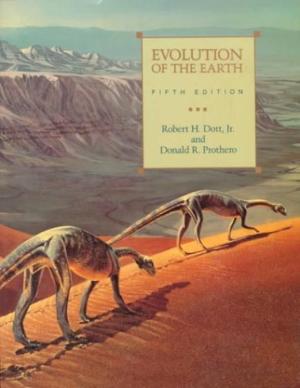 EVOLUTION
OF THE EARTH
FIFTH EDITION
Robert H. Dott, Jr.
and
Donald R. Prothero